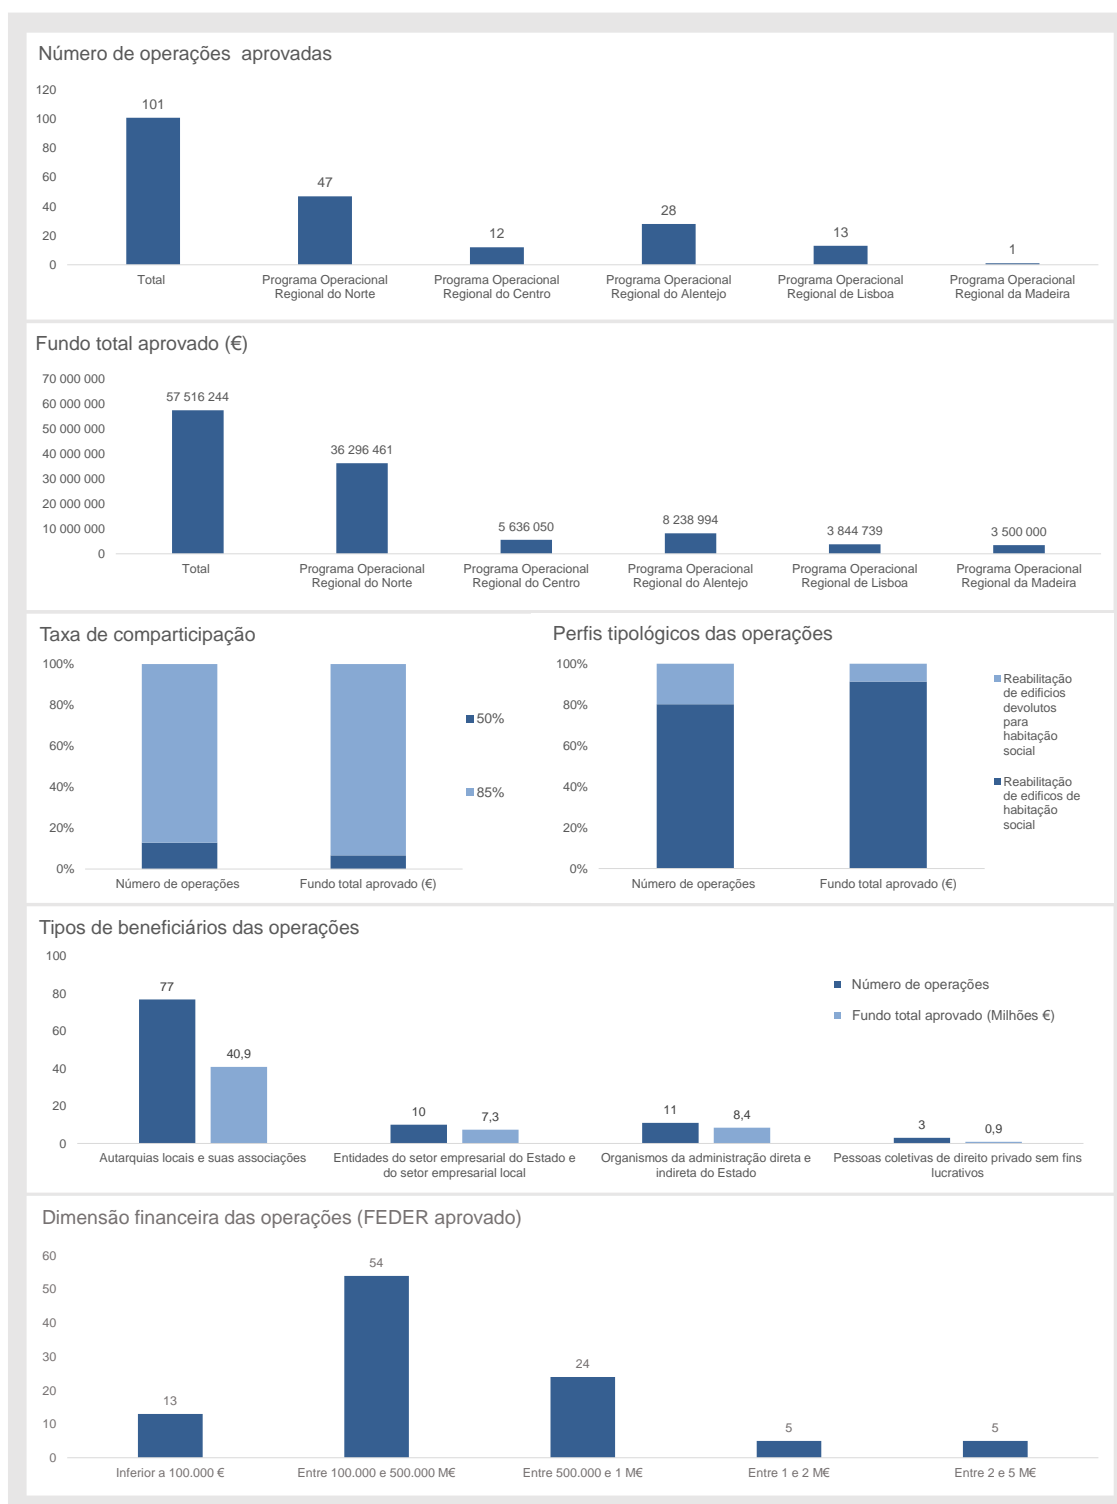 Número de operações  aprovadas
120
100
80
60
40
20
0
101
47
12
28
13
1
Total
Programa Operacional
Regional do Norte
Programa Operacional
Regional do Centro
Programa Operacional
Regional do Alentejo
Programa Operacional
Regional de Lisboa
Programa Operacional
Regional da Madeira
Fundo total aprovado (€)
70 000 000
60 000 000
50 000 000
40 000 000
30 000 000
20 000 000
10 000 000
0
57 516 244
36 296 461
5 636 050
8 238 994
3 844 739
3 500 000
Total
Programa Operacional
Regional do Norte
Programa Operacional
Regional do Centro
Programa Operacional
Regional do Alentejo
Programa Operacional
Regional de Lisboa
Programa Operacional
Regional da Madeira
Taxa de comparticipação
100%
80%
60%
40%
20%
0%
Número de operações
Fundo total aprovado (€)
50%
85%
Perfis tipológicos das operações
100%
80%
60%
40%
20%
0%
Número de operações
Fundo total aprovado (€)
Reabilitação
de edificios
devolutos
para
habitação
social
Reabilitação
de edificos de
habitação
social
Tipos de beneficiários das operações
100
80
60
40
20
0
77
40,9
10
7,3
11
8,4
3
0,9
Número de operações
Fundo total aprovado (Milhões €)
Autarquias locais e suas associações
Entidades do setor empresarial do Estado e
do setor empresarial local
Organismos da administração direta e
indireta do Estado
Pessoas coletivas de direito privado sem fins
lucrativos
Dimensão financeira das operações (FEDER aprovado)
60
50
40
30
20
10
0
13
54
24
5
5
Inferior a 100.000 €
Entre 100.000 e 500.000 M€
Entre 500.000 e 1 M€
Entre 1 e 2 M€
Entre 2 e 5 M€